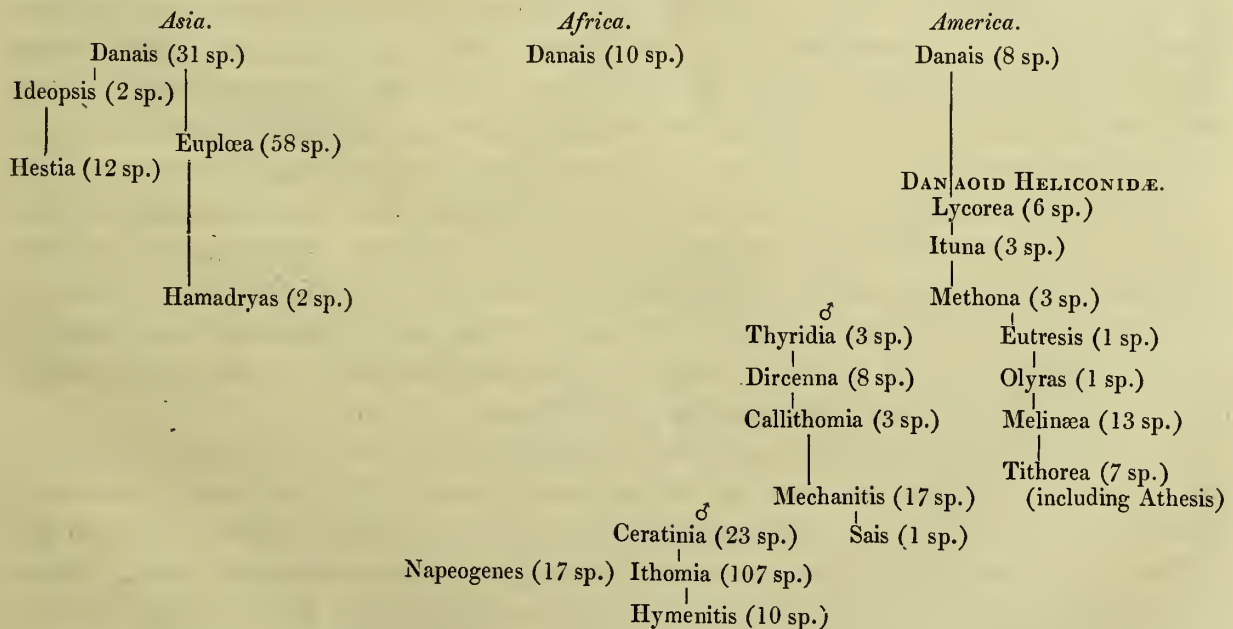 Asia. Africa. America.
Danais (31 sp.) Danais (10 sp.) Danais (8 sp.)
Ideopsis (2 sp.)
Euplœa (58 sp.)
Hestia (12 sp.)
DANAOID HELICONIDÆ.
Lycorea (6 sp.)
Ituna (3 sp.)
Hamadryas (2 sp.) Methona (3 sp.)
♂
Thyridia (3 sp.) Eutresis (1 sp.)
Dircenna (8 sp.) Olyras (1 sp.)
Callithomia (3 sp.) Melinæa (13 sp.)
Tithorea (7 sp.)
Mechanitis (17 sp.) (including Athesis)
♂
Ceratinia (23 sp.) Sais (1 sp.)
Napeogenes (17 sp.) Ithomia (107 sp.)
Hymenitis (10 sp.)